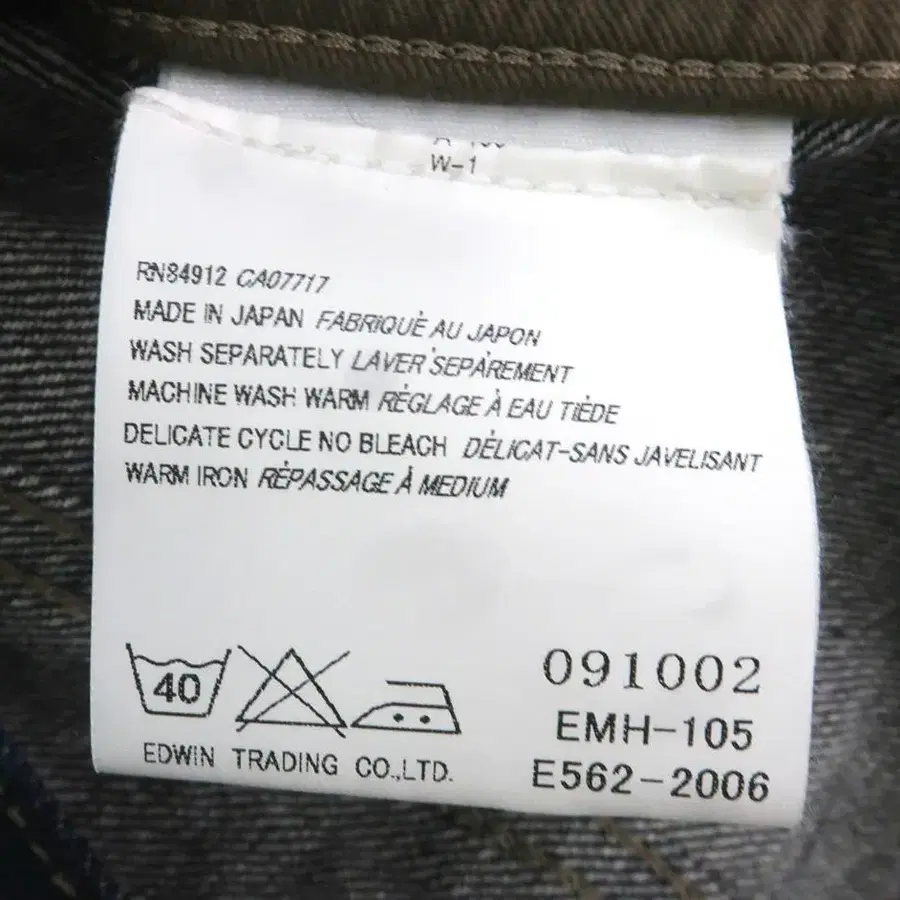 W-1
RN84912 CA07717
MADE IN JAPAN FABRIQUÈ AU JAPON
WASH SEPARATELY LAVER SÉPAREMENT
MACHINE WASH WARM RÉGLAGE À EAU TIÈDE
DELICATE CYCLE NO BLEACH DÉLICAT-SANS JAVELISANT
WARM IRON RÉPASSAGE À MEDIUM
40
EDWIN TRADING CO.,LTD.
091002
EMH-105
E562-2006